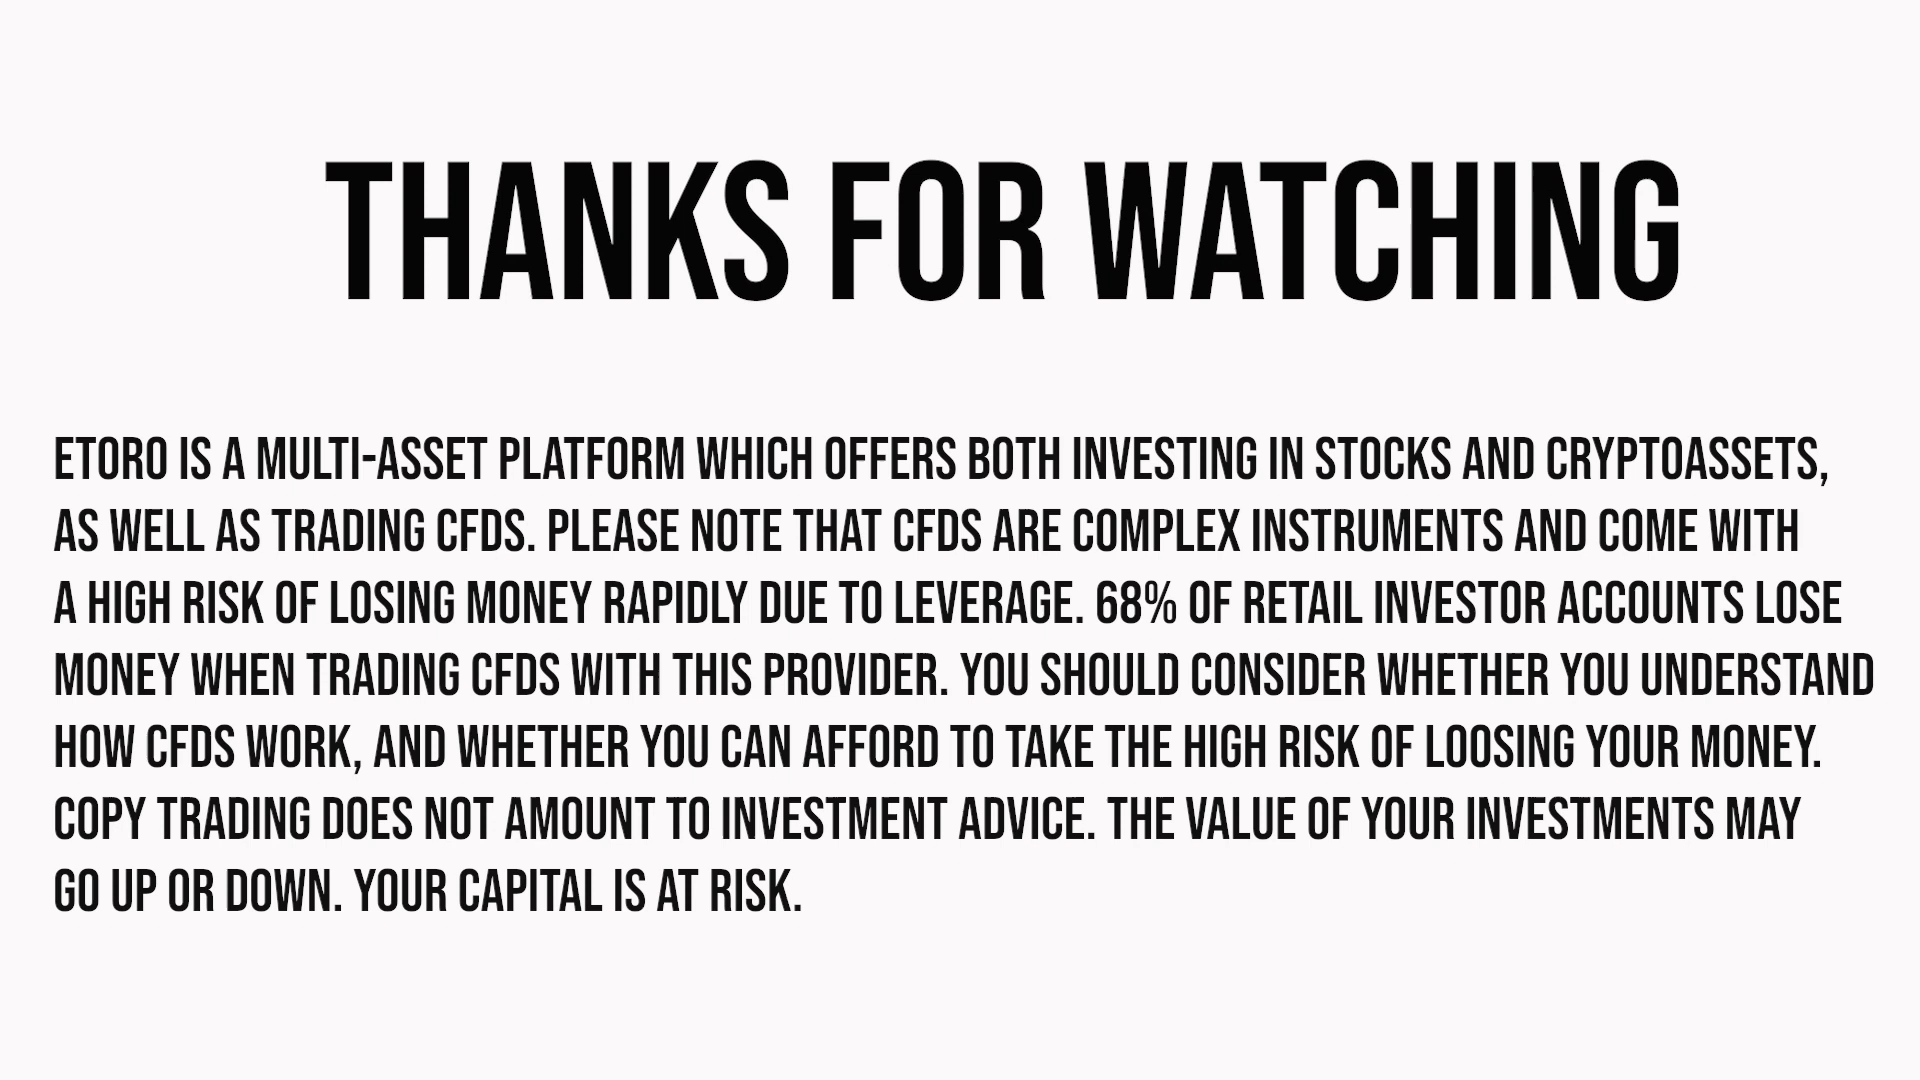 THANKS FOR WATCHING
ETORO IS A MULTI-ASSET PLATFORM WHICH OFFERS BOTH INVESTING IN STOCKS AND CRYPTOASSETS,
AS WELL AS TRADING CFDS. PLEASE NOTE THAT CFDS ARE COMPLEX INSTRUMENTS AND COME WITH
A HIGH RISK OF LOSING MONEY RAPIDLY DUE TO LEVERAGE. 68% OF RETAIL INVESTOR ACCOUNTS LOSE
MONEY WHEN TRADING CFDS WITH THIS PROVIDER. YOU SHOULD CONSIDER WHETHER YOU UNDERSTAND
HOW CFDS WORK, AND WHETHER YOU CAN AFFORD TO TAKE THE HIGH RISK OF LOOSING YOUR MONEY.
COPY TRADING DOES NOT AMOUNT TO INVESTMENT ADVICE. THE VALUE OF YOUR INVESTMENTS MAY
GO UP OR DOWN. YOUR CAPITAL IS AT RISK.